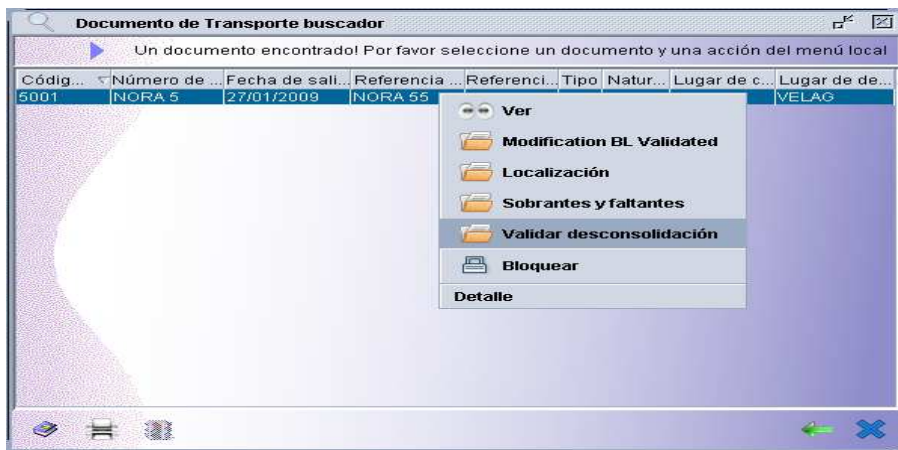 Documento de Transporte buscador
Un documento encontrado! Por favor seleccione un documento y una acción del menú local
Códig... Número de ... Fecha de sali... Referencia ... Referenci... Tipo Natur... Lugar de c... Lugar de de...
5001 NORA 5 27/01/2009 NORA 55 VELAG
Ver
Modification BL Validated
Localización
Sobrantes y faltantes
Validar desconsolidación
Bloquear
Detalle